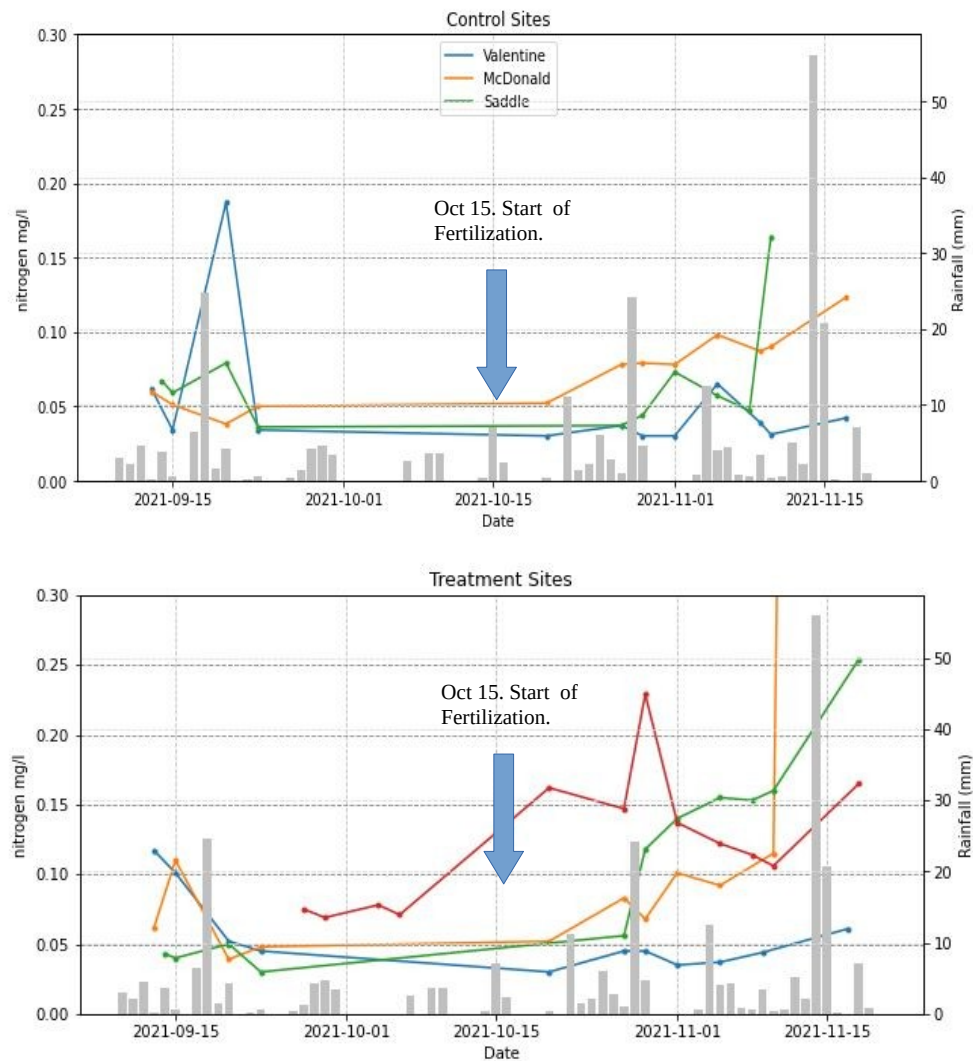 Control Sites
0.30
0.25
0.20
0.15
0.10
0.05
0.00
nitrogen mg/l
Valentine
McDonald
Saddle
Oct 15. Start of
Fertilization.
50
40
30
20
10
0
Rainfall (mm)
2021-09-15 2021-10-01 2021-10-15 2021-11-01 2021-11-15
Date
Treatment Sites
0.30
0.25
0.20
0.15
0.10
0.05
0.00
nitrogen mg/l
Oct 15. Start of
Fertilization.
50
40
30
20
10
0
Rainfall (mm)
2021-09-15 2021-10-01 2021-10-15 2021-11-01 2021-11-15
Date